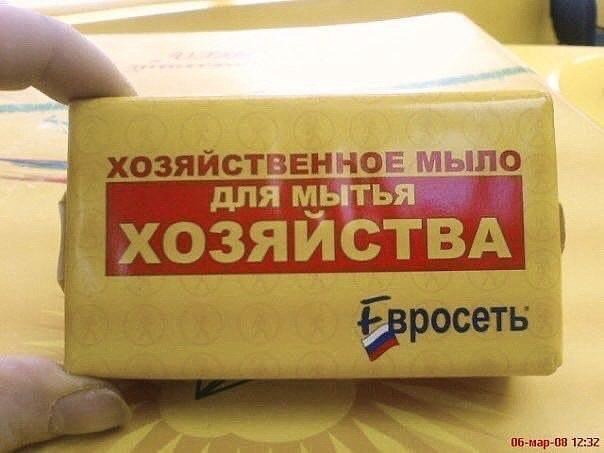 ХОЗЯЙСТВЕННОЕ МЫЛО
ДЛЯ МЫТЬЯ
ХОЗЯЙСТВА
Евросеть
06-мар-08 12:32